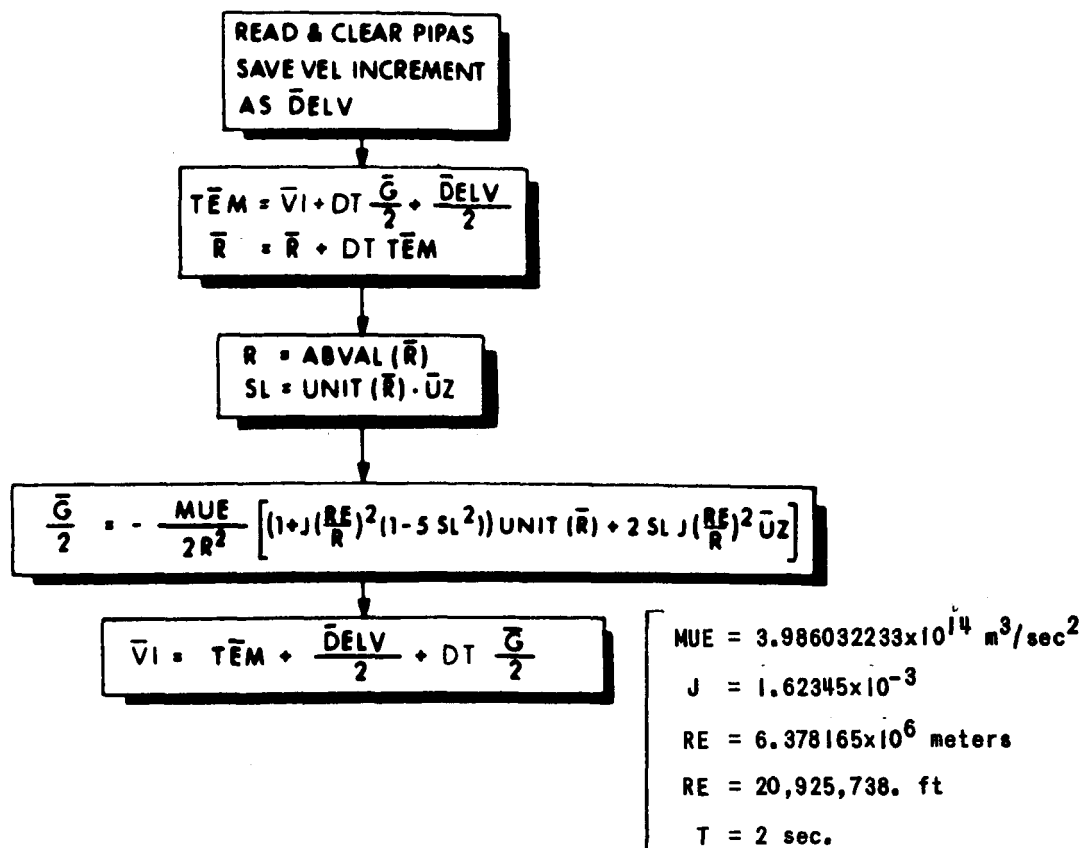 READ & CLEAR PIPAS
SAVE VEL INCREMENT
AS D̄ELV
TĒM = V̄I + DT Ḡ/2 + D̄ELV/2
R̄ = R̄ + DT TĒM
R = ABVAL (R̄)
SL = UNIT (R̄) · ŪZ
Ḡ/2 = - MUE/2R² [(1+J(RE/R)²(1-5 SL²)) UNIT (R̄) + 2 SL J(RE/R)² ŪZ]
V̄I = TĒM + D̄ELV/2 + DT Ḡ/2
MUE = 3.986032233x10¹⁴ m³/sec²
J = 1.62345x10⁻³
RE = 6.378165x10⁶ meters
RE = 20,925,738. ft
T = 2 sec.